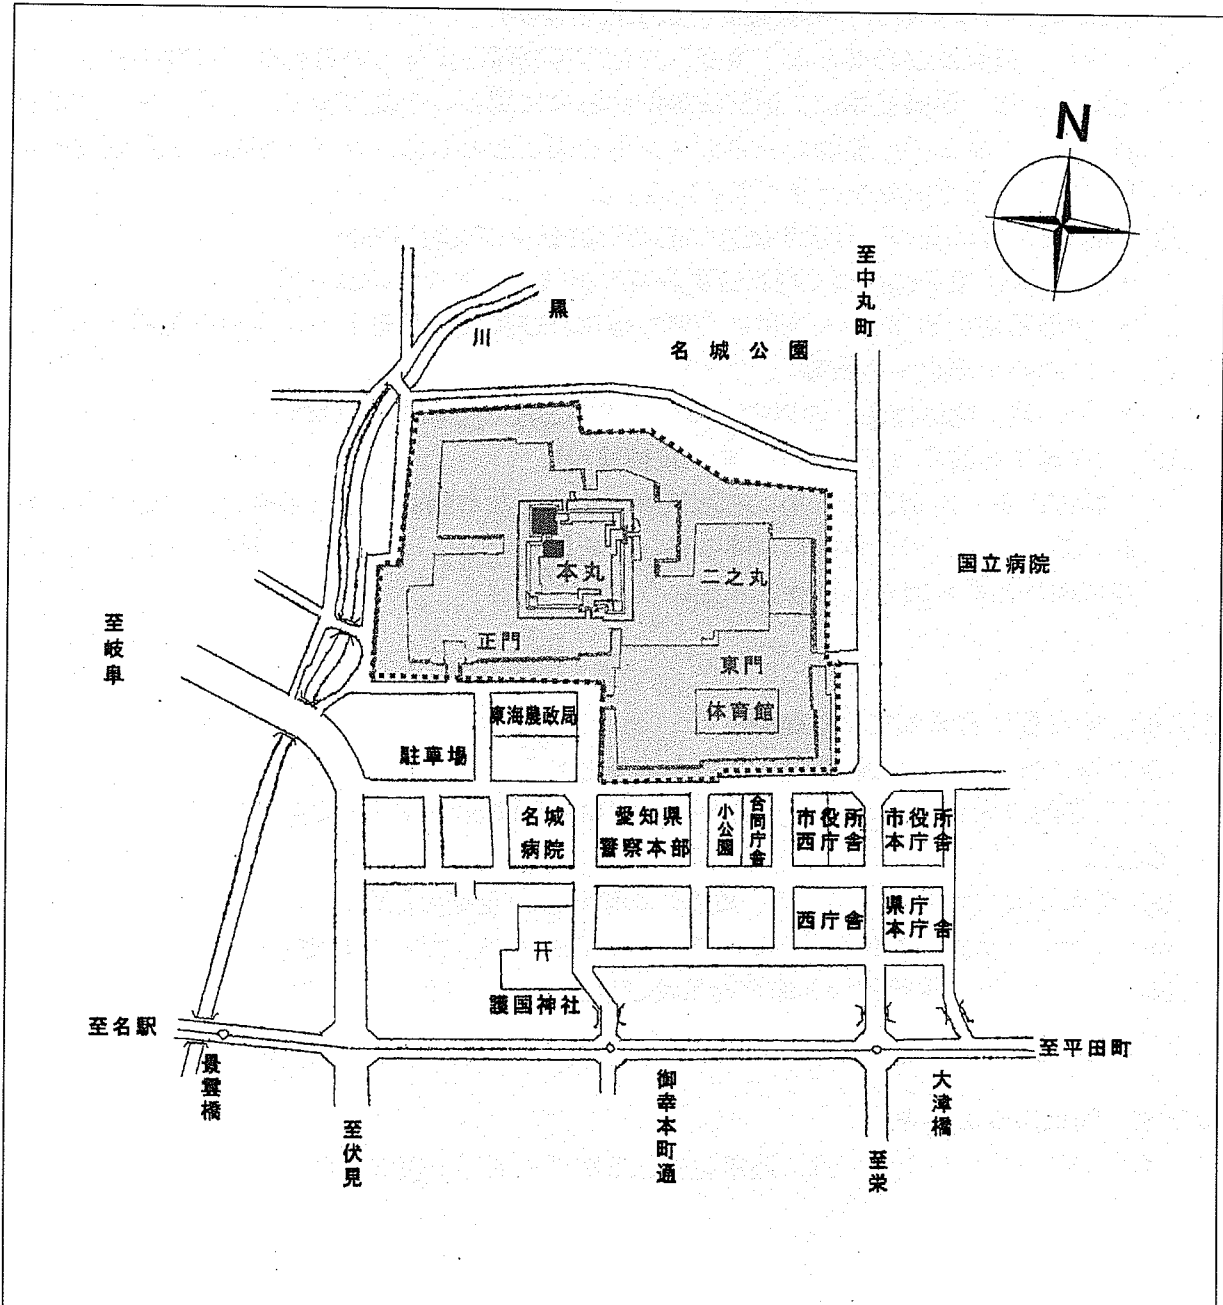 N
至中丸町
黒
川
名城公園
国立病院
本丸
二之丸
至岐阜
正門
東門
体育館
東海農政局
駐車場
名城
病院
愛知県
警察本部
小公園
合同庁舎
市役所
西庁舎
市役所
本庁舎
西庁舎
県庁
本庁舎
護国神社
至名駅
景雲橋
至伏見
御幸本町通
至栄
大津橋
至平田町